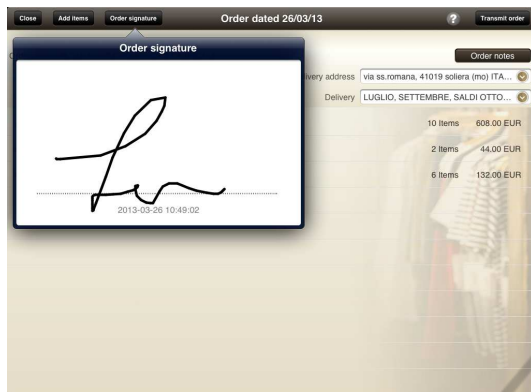 Close Add items Order signature Order dated 26/03/13 ? Transmit order
Order signature
Order notes
address via ss.romana, 41019 soliera (mo) ITA...
Delivery LUGLIO, SETTEMBRE, SALDI OTTO...
10 Items 608.00 EUR
2 Items 44.00 EUR
6 Items 132.00 EUR
2013-03-26 10:49:02